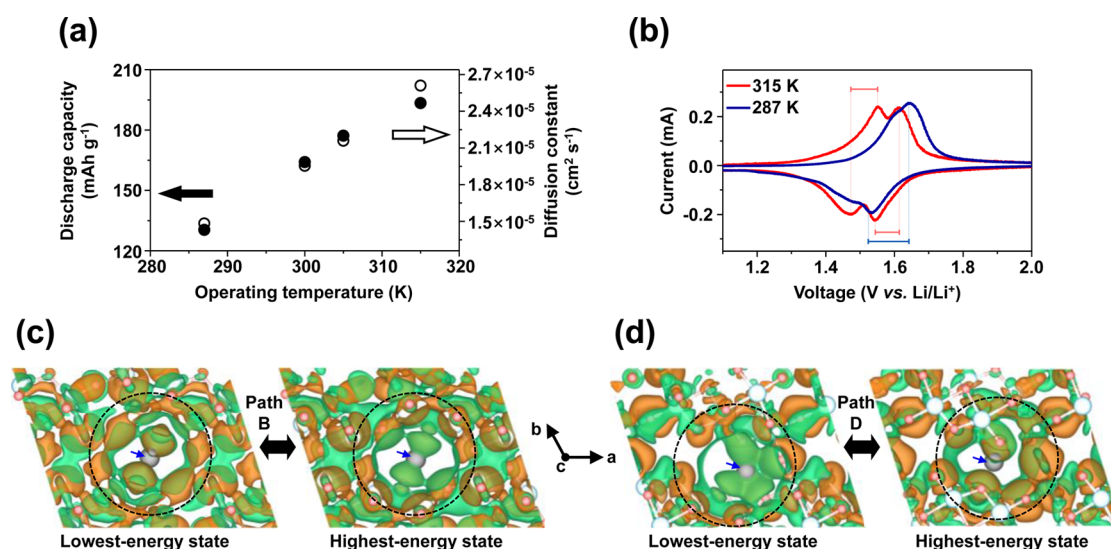 (a)
210
180
150
120
Discharge capacity
(mAh g⁻¹)
280
290
300
310
320
Operating temperature (K)
2.7×10⁻⁵
2.4×10⁻⁵
2.1×10⁻⁵
1.8×10⁻⁵
1.5×10⁻⁵
Diffusion constant
(cm² s⁻¹)
(b)
315 K
287 K
0.2
0.0
-0.2
Current (mA)
1.2
1.4
1.6
1.8
2.0
Voltage (V vs. Li/Li⁺)
(c)
Path
B
Lowest-energy state
Highest-energy state
b
c
a
(d)
Path
D
Lowest-energy state
Highest-energy state